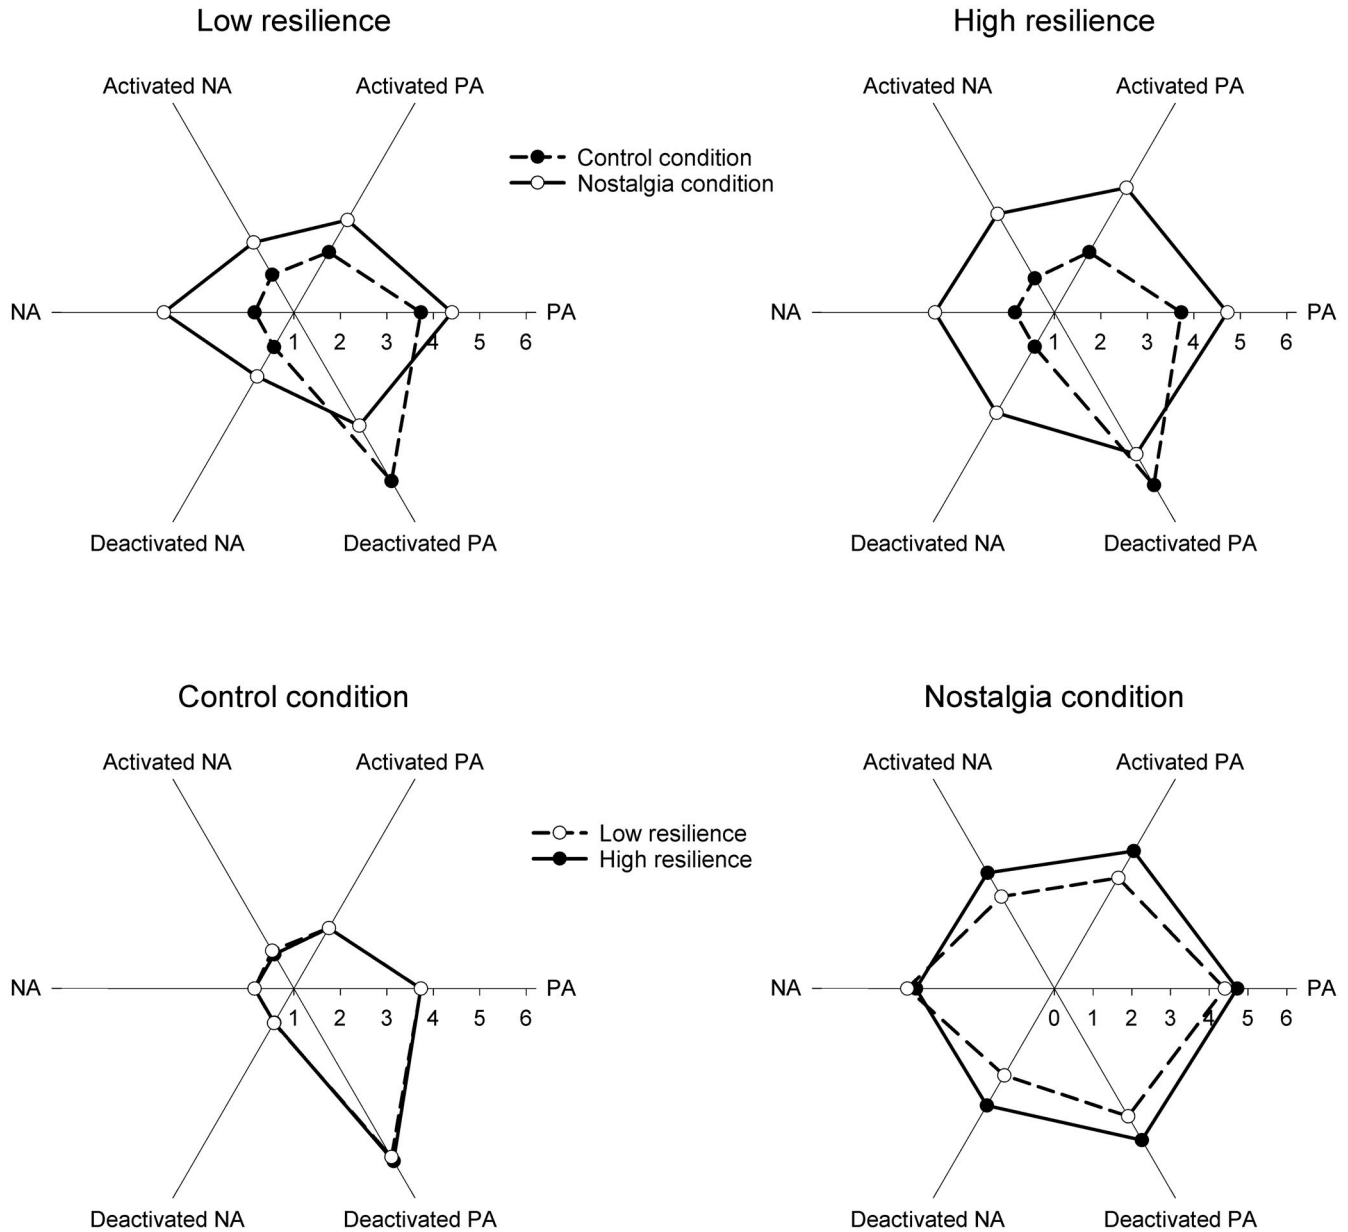 Low resilience
High resilience
Activated NA
Activated PA
Activated NA
Activated PA
Control condition
Nostalgia condition
NA
PA
1 2 3 4 5 6
NA
PA
1 2 3 4 5 6
Deactivated NA
Deactivated PA
Deactivated NA
Deactivated PA
Control condition
Nostalgia condition
Activated NA
Activated PA
Activated NA
Activated PA
Low resilience
High resilience
NA
PA
1 2 3 4 5 6
NA
PA
0 1 2 3 4 5 6
Deactivated NA
Deactivated PA
Deactivated NA
Deactivated PA